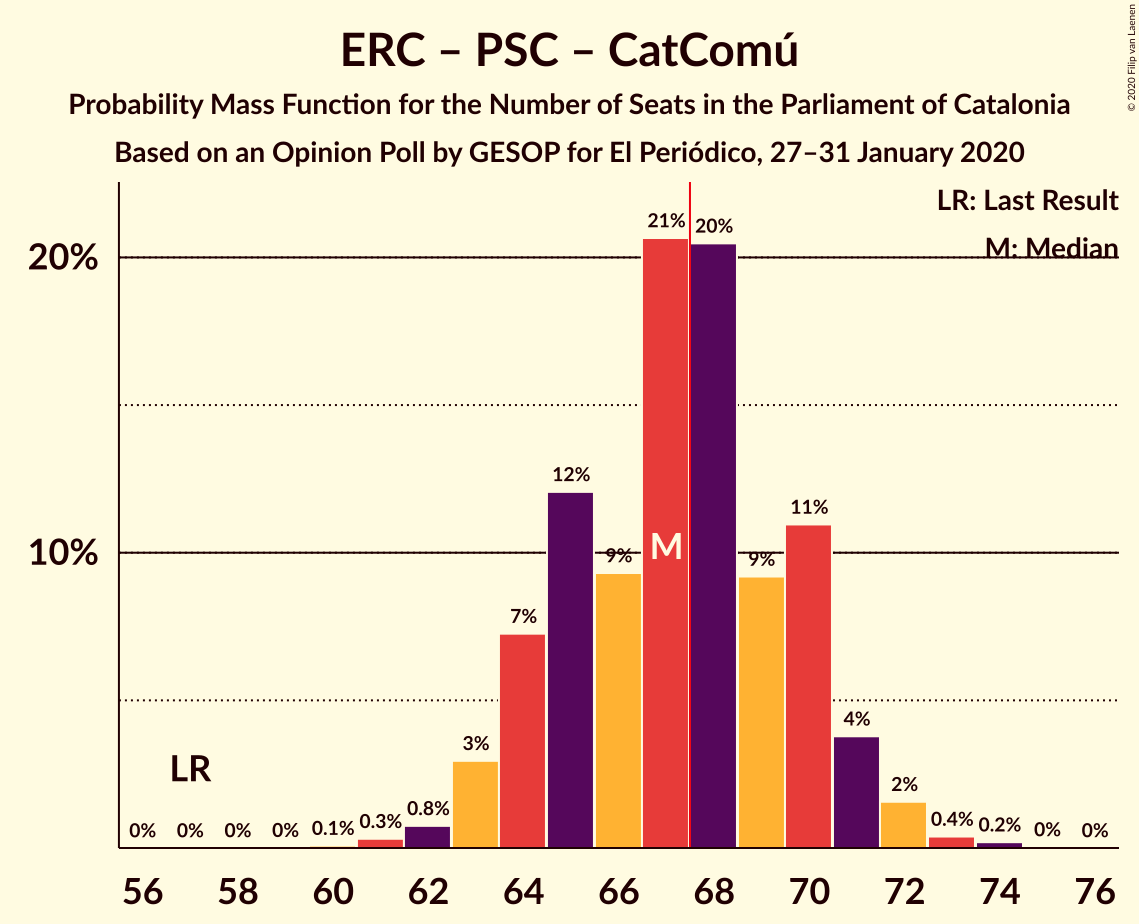 ERC – PSC – CatComú
Probability Mass Function for the Number of Seats in the Parliament of Catalonia
Based on an Opinion Poll by GESOP for El Periódico, 27–31 January 2020
© 2020 Filip van Laenen
LR: Last Result
M: Median
20%
10%
0% 0% 0% 0% 0.1% 0.3% 0.8% 3% 7% 12% 9% 21% 20% 9% 11% 4% 2% 0.4% 0.2% 0% 0%
LR
M
56 58 60 62 64 66 68 70 72 74 76